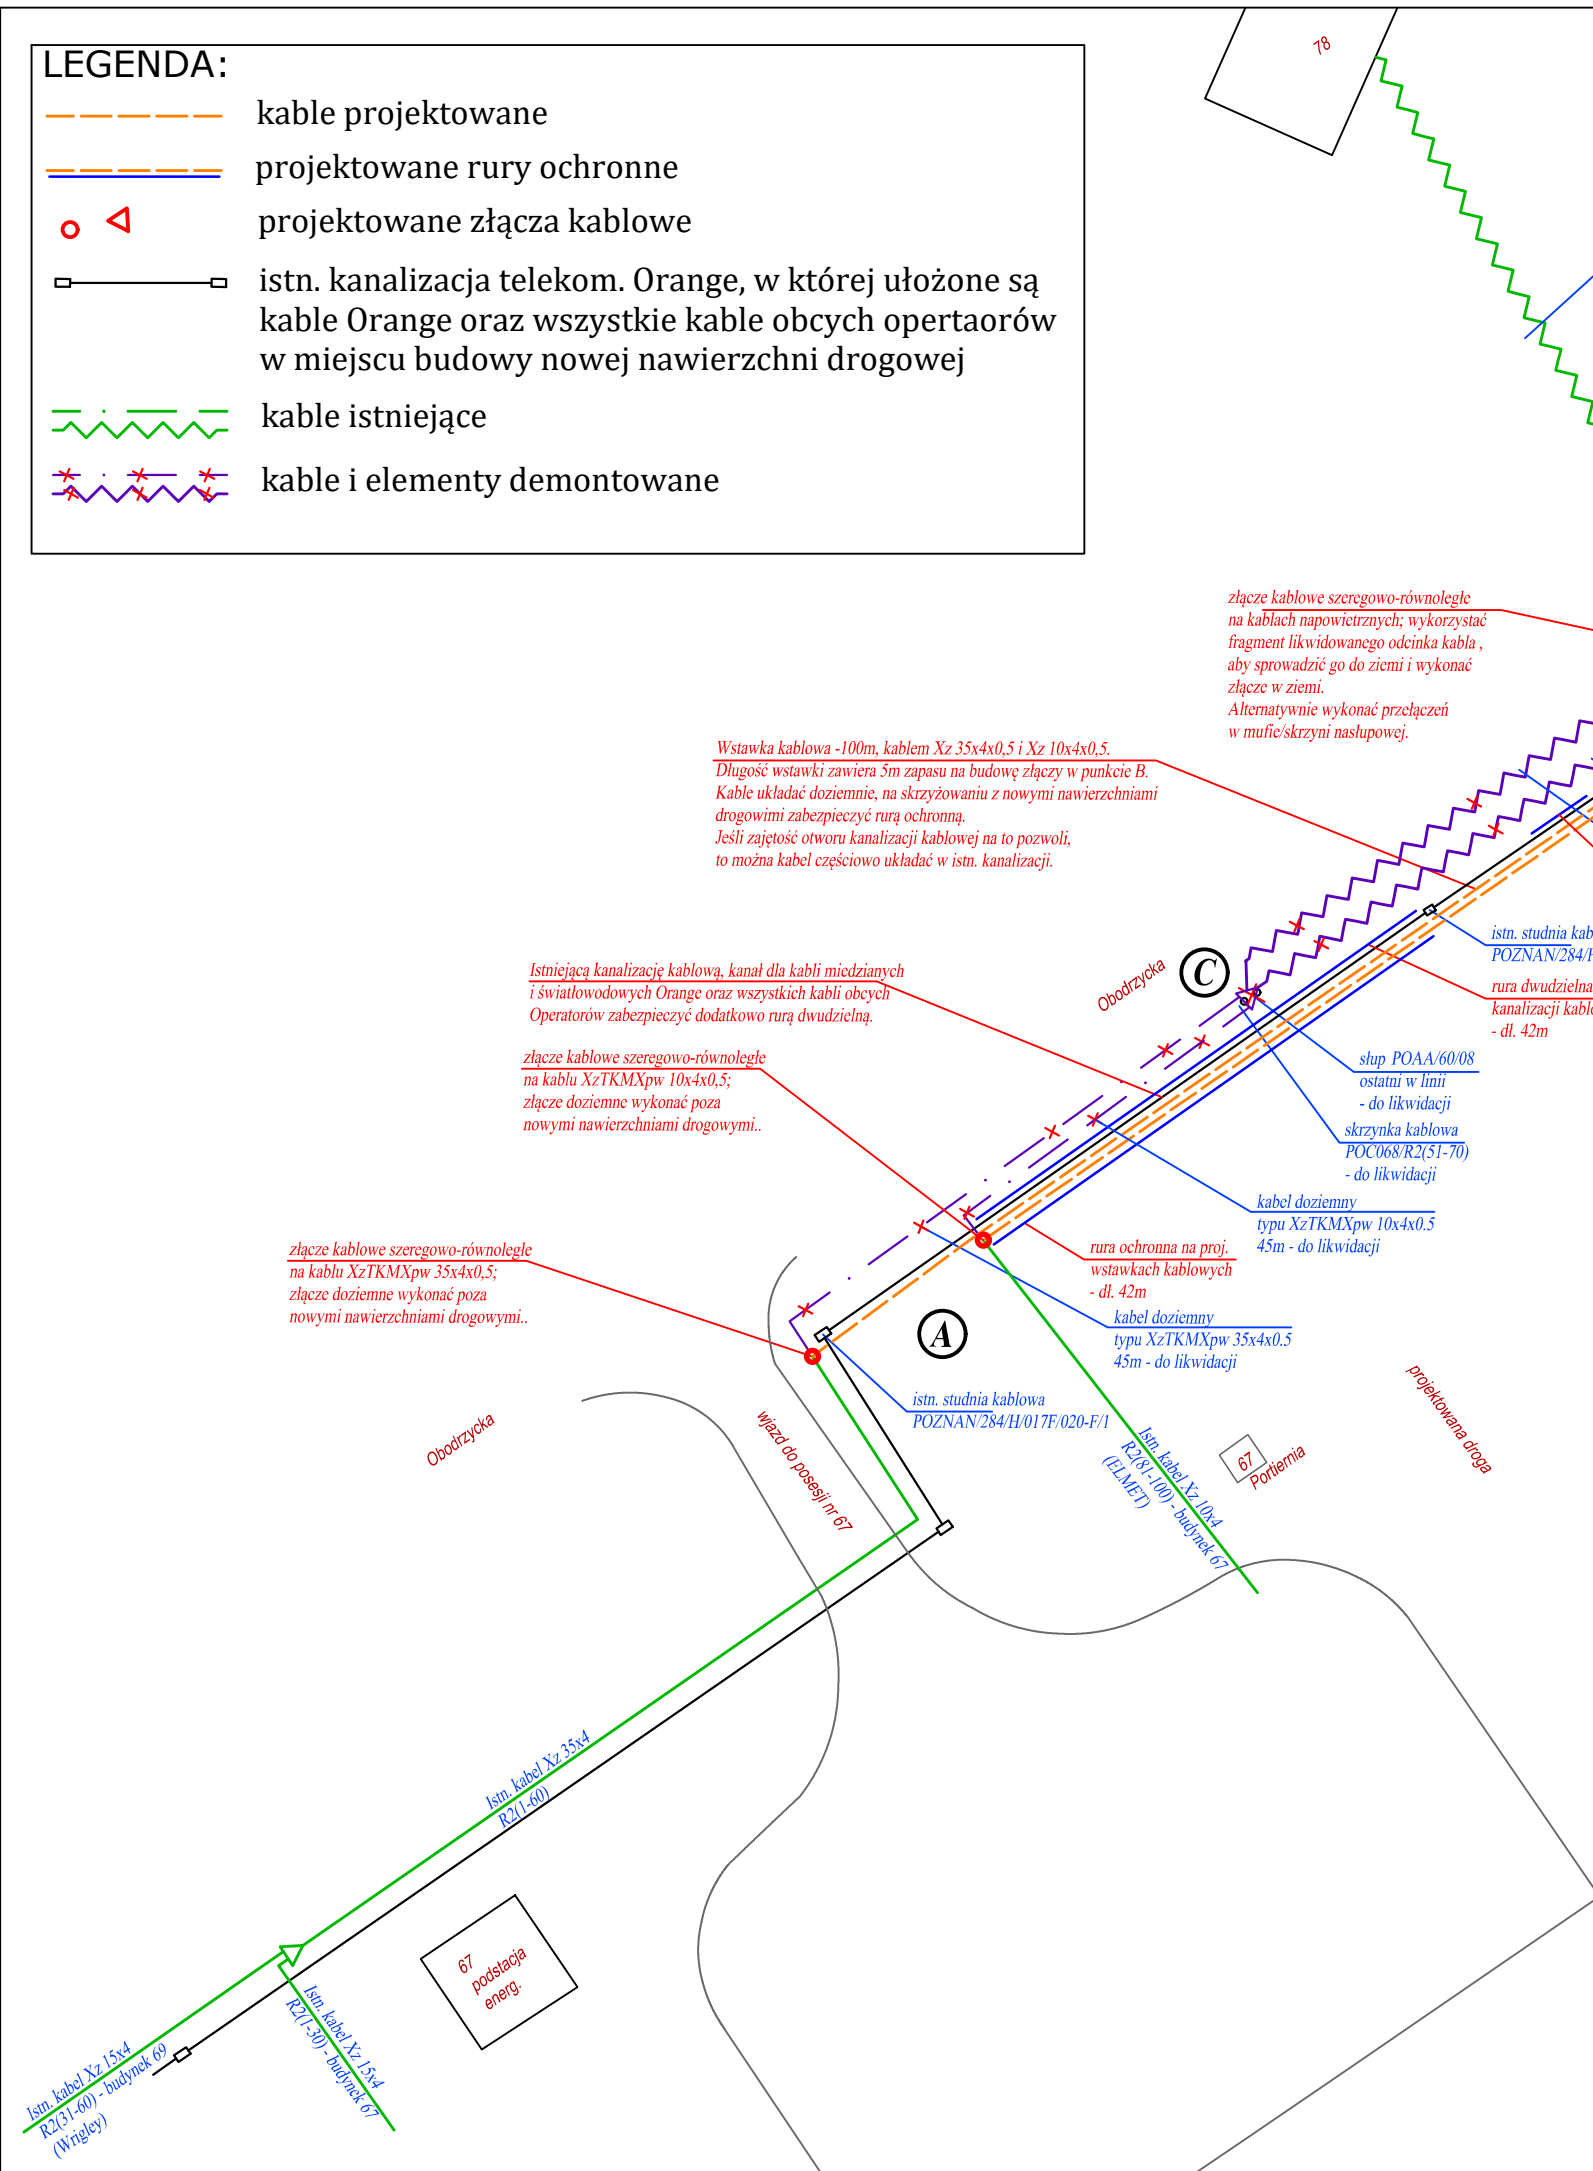 LEGENDA:
kable projektowane
projektowane rury ochronne
projektowane złącza kablowe
istn. kanalizacja telekom. Orange, w której ułożone są
kable Orange oraz wszystkie kable obcych opertaorów
w miejscu budowy nowej nawierzchni drogowej
kable istniejące
kable i elementy demontowane
78
złącze kablowe szeregowo-równoległe
na kablach napowietrznych; wykorzystać
fragment likwidowanego odcinka kabla ,
aby sprowadzić go do ziemi i wykonać
złącze w ziemi.
Alternatywnie wykonać przełączeń
w mufie/skrzyni nasłupowej.
Wstawka kablowa -100m, kablem Xz 35x4x0,5 i Xz 10x4x0,5.
Długość wstawki zawiera 5m zapasu na budowę złączy w punkcie B.
Kable układać doziemnie, na skrzyżowaniu z nowymi nawierzchniami
drogowimi zabezpieczyć rurą ochronną.
Jeśli zajętość otworu kanalizacji kablowej na to pozwoli,
to można kabel częściowo układać w istn. kanalizacji.
istn. studnia kab
POZNAN/284/
rura dwudzielna
kanalizacji kablo
- dł. 42m
Istniejącą kanalizację kablową, kanał dla kabli miedzianych
i światłowodowych Orange oraz wszystkich kabli obcych
Operatorów zabezpieczyć dodatkowo rurą dwudzielną.
Obodrzycka
C
złącze kablowe szeregowo-równoległe
na kablu XzTKMXpw 10x4x0,5;
złącze doziemne wykonać poza
nowymi nawierzchniami drogowymi..
słup POAA/60/08
ostatni w linii
- do likwidacji
skrzynka kablowa
POC068/R2(51-70)
- do likwidacji
kabel doziemny
typu XzTKMXpw 10x4x0.5
45m - do likwidacji
złącze kablowe szeregowo-równoległe
na kablu XzTKMXpw 35x4x0,5;
złącze doziemne wykonać poza
nowymi nawierzchniami drogowymi..
rura ochronna na proj.
wstawkach kablowych
- dł. 42m
kabel doziemny
typu XzTKMXpw 35x4x0.5
45m - do likwidacji
A
istn. studnia kablowa
POZNAN/284/H/017F/020-F/1
Obodrzycka
wjazd do posesji nr 67
Istn. kabel Xz 10x4
R2(81-100) - budynek 67
(ELMET)
67
Portiernia
projektowana droga
Istn. kabel Xz 35x4
R2(1-60)
67
podstacja
energ.
Istn. kabel Xz 15x4
R2(1-30) - budynek 67
Istn. kabel Xz 15x4
R2(31-60) - budynek 69
(Wrigley)